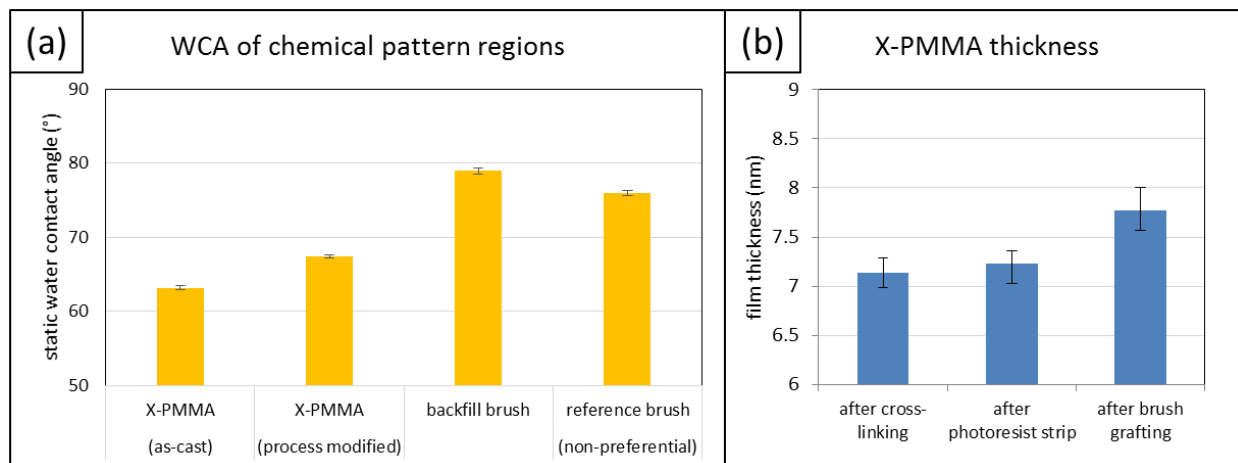 (a)
WCA of chemical pattern regions
static water contact angle (°)
90
80
70
60
50
X-PMMA
(as-cast)
X-PMMA
(process modified)
backfill brush
reference brush
(non-preferential)
(b)
X-PMMA thickness
film thickness (nm)
9
8.5
8
7.5
7
6.5
6
after cross-
linking
after
photoresist strip
after brush
grafting